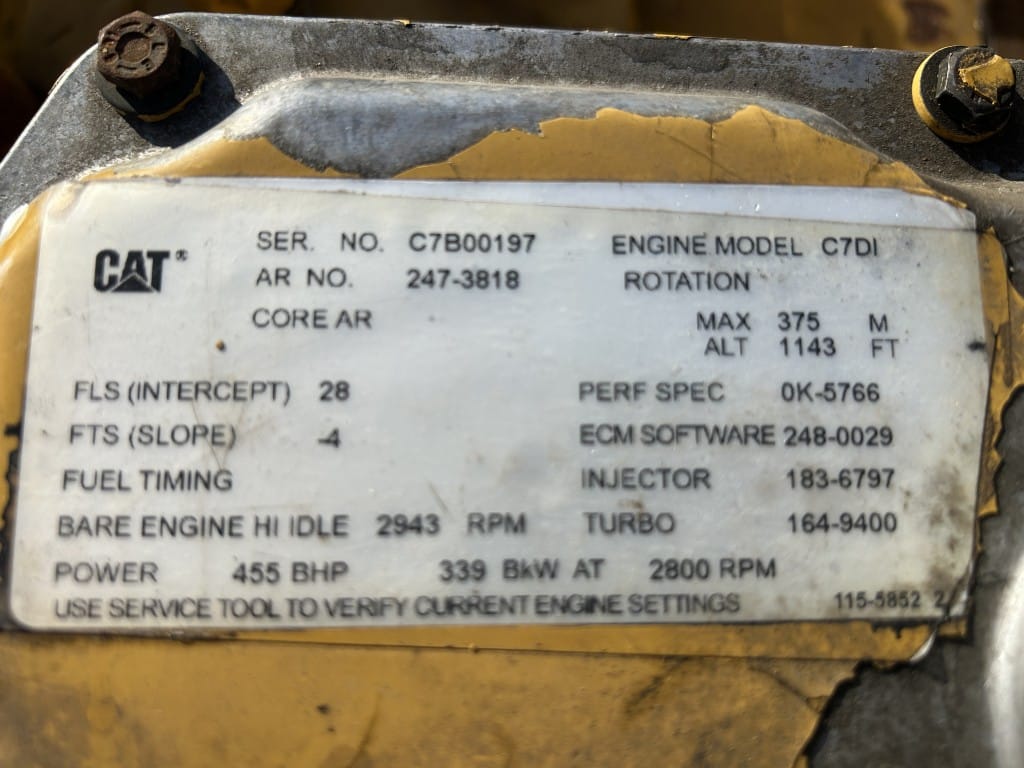 CAT® SER. NO. C7B00197 ENGINE MODEL C7DI
AR NO. 247-3818 ROTATION
CORE AR MAX 375 M
ALT 1143 FT
FLS (INTERCEPT) 28 PERF SPEC 0K-5766
FTS (SLOPE) -4 ECM SOFTWARE 248-0029
FUEL TIMING INJECTOR 183-6797
BARE ENGINE HI IDLE 2943 RPM TURBO 164-9400
POWER 455 BHP 339 BkW AT 2800 RPM
USE SERVICE TOOL TO VERIFY CURRENT ENGINE SETTINGS 115-5852 2